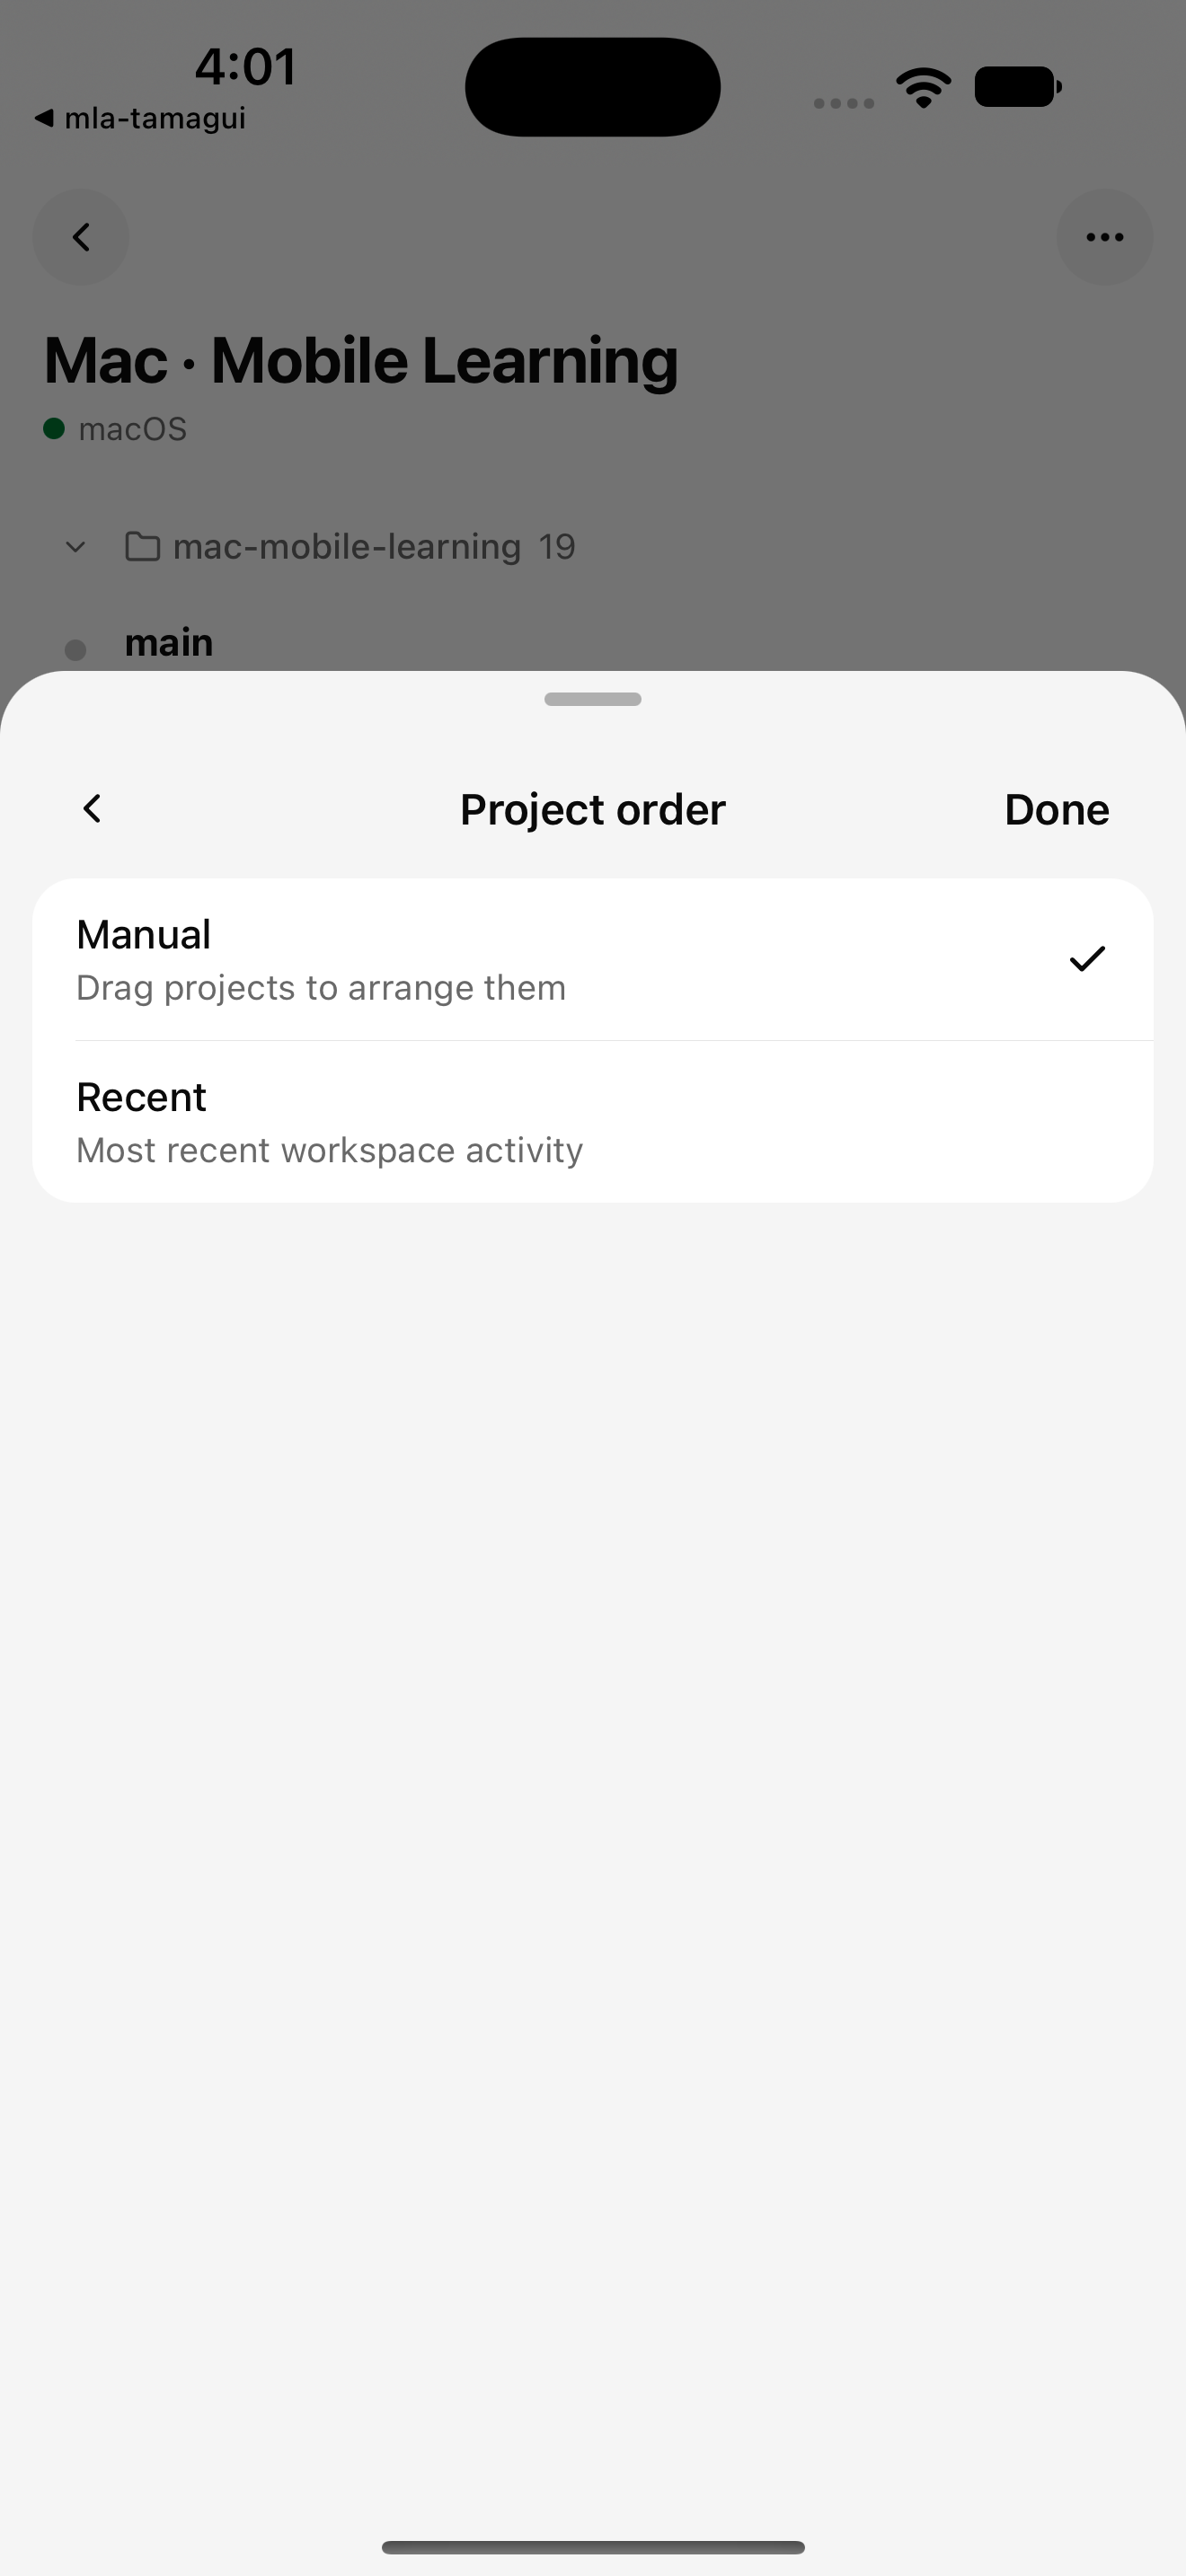 4:01
mla-tamagui
Mac · Mobile Learning
macOS
mac-mobile-learning 19
main
Project order
Done
Manual
Drag projects to arrange them
Recent
Most recent workspace activity